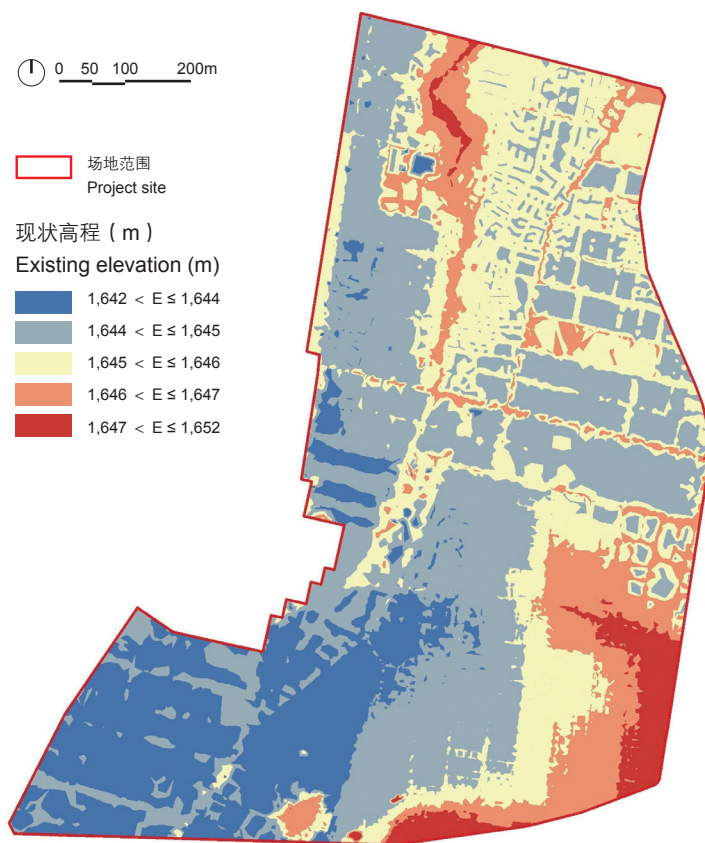 0 50 100 200m
场地范围
Project site
现状高程（m）
Existing elevation (m)
1,642 < E ≤ 1,644
1,644 < E ≤ 1,645
1,645 < E ≤ 1,646
1,646 < E ≤ 1,647
1,647 < E ≤ 1,652